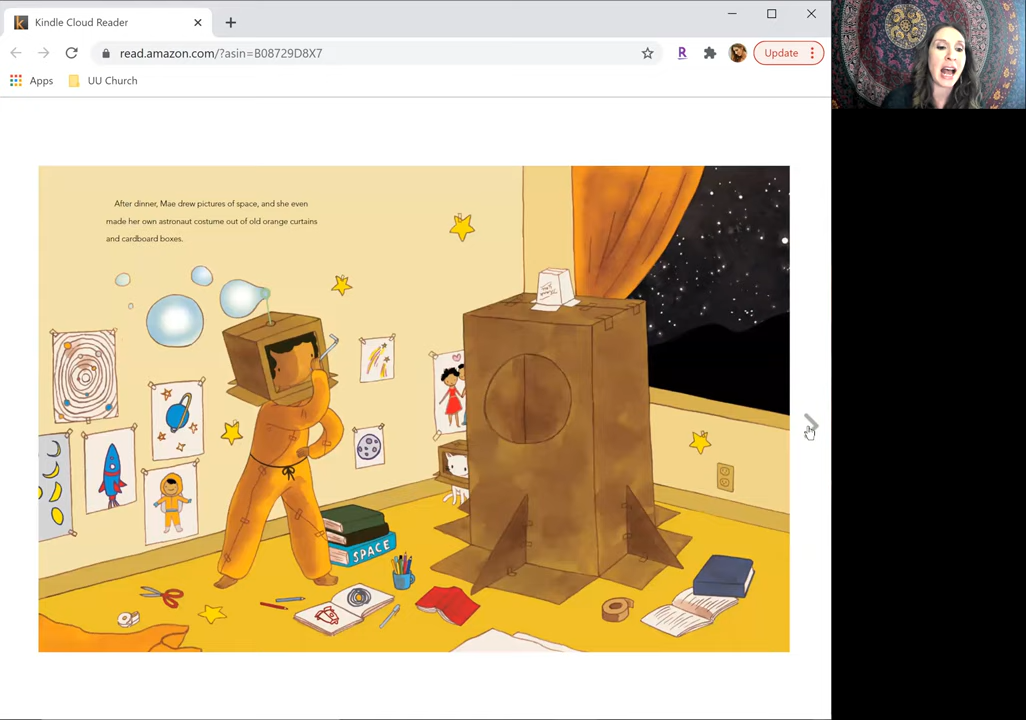 Kindle Cloud Reader
read.amazon.com/?asin=B08729D8X7
R
Update
Apps
UU Church
After dinner, Mae drew pictures of space, and she even
made her own astronaut costume out of old orange curtains
and cardboard boxes.
SPACE